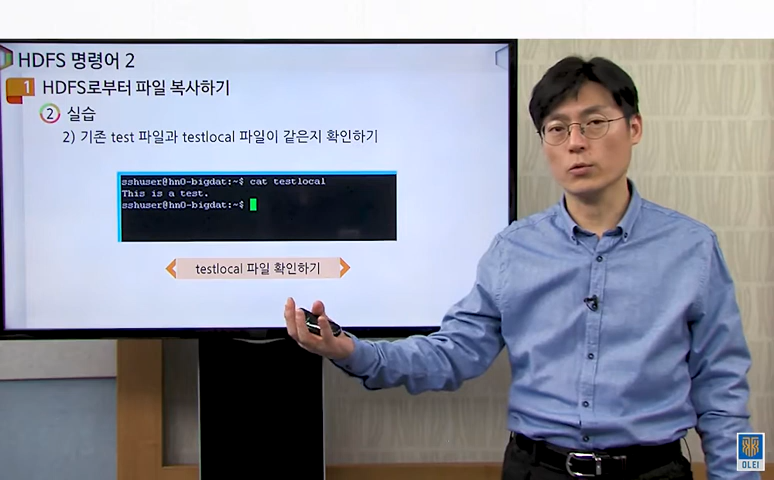 HDFS 명령어 2
1 HDFS로부터 파일 복사하기
2 실습
2) 기존 test 파일과 testlocal 파일이 같은지 확인하기
sshuser@hn0-bigdat:~$ cat testlocal
This is a test.
sshuser@hn0-bigdat:~$
testlocal 파일 확인하기
OLEI